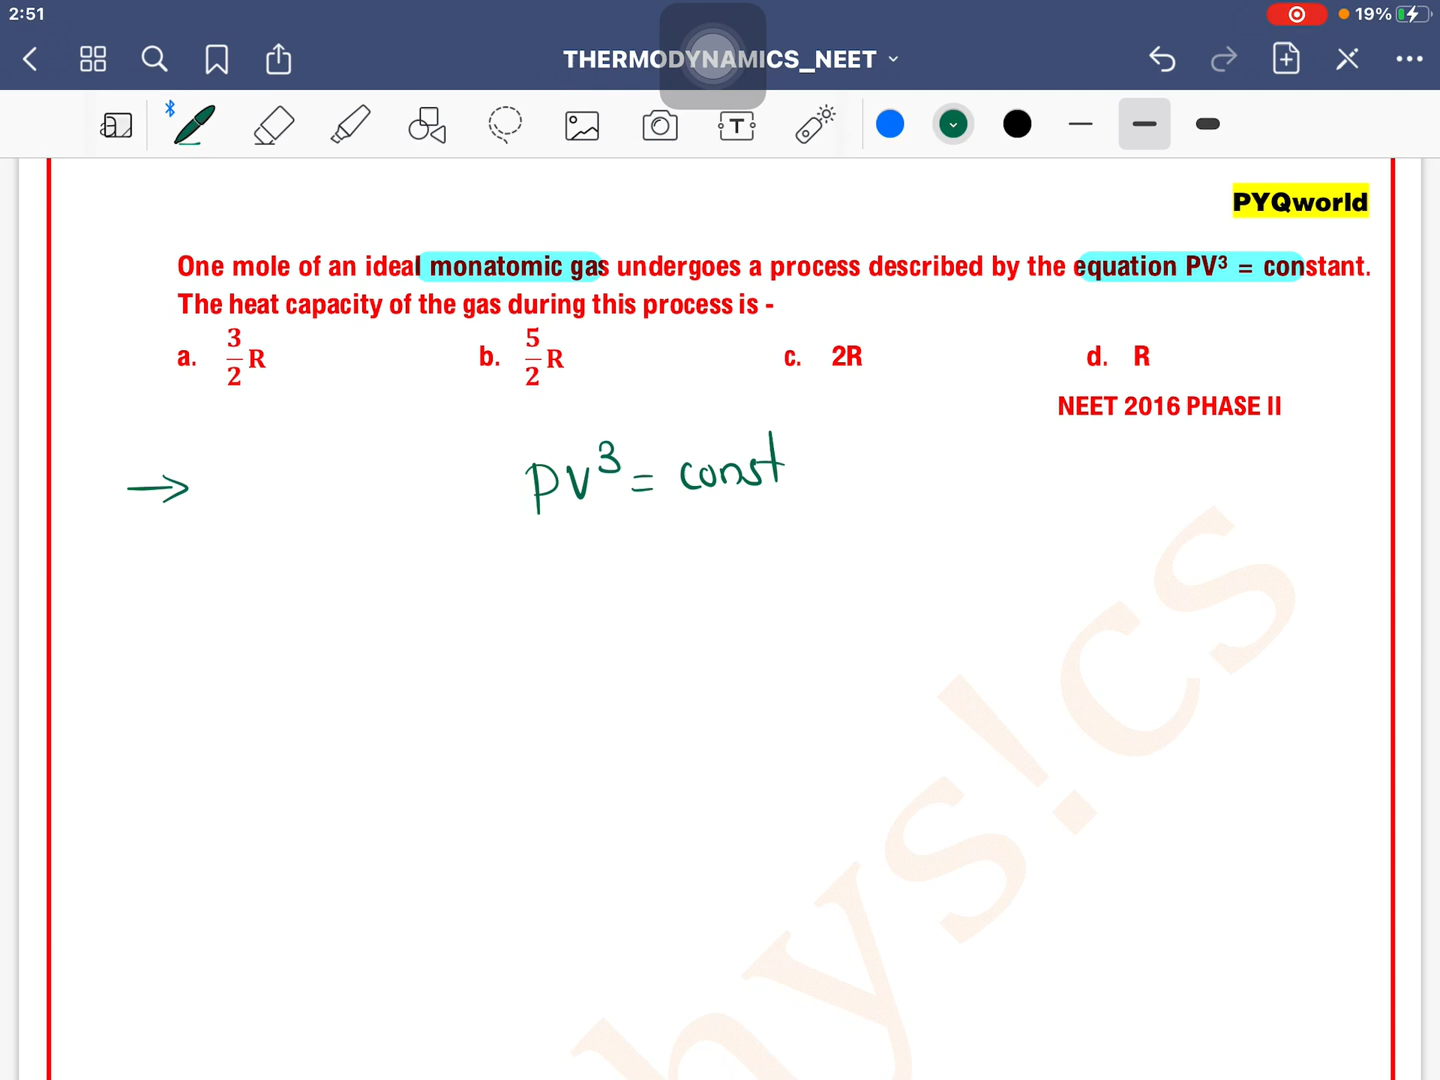 2:51
19%
THERMODYNAMICS_NEET
T
PYQworld
One mole of an ideal monatomic gas undergoes a process described by the equation PV³ = constant.
The heat capacity of the gas during this process is -
a. 3/2 R b. 5/2 R c. 2R d. R
NEET 2016 PHASE II
→ PV³ = const
hys!cs